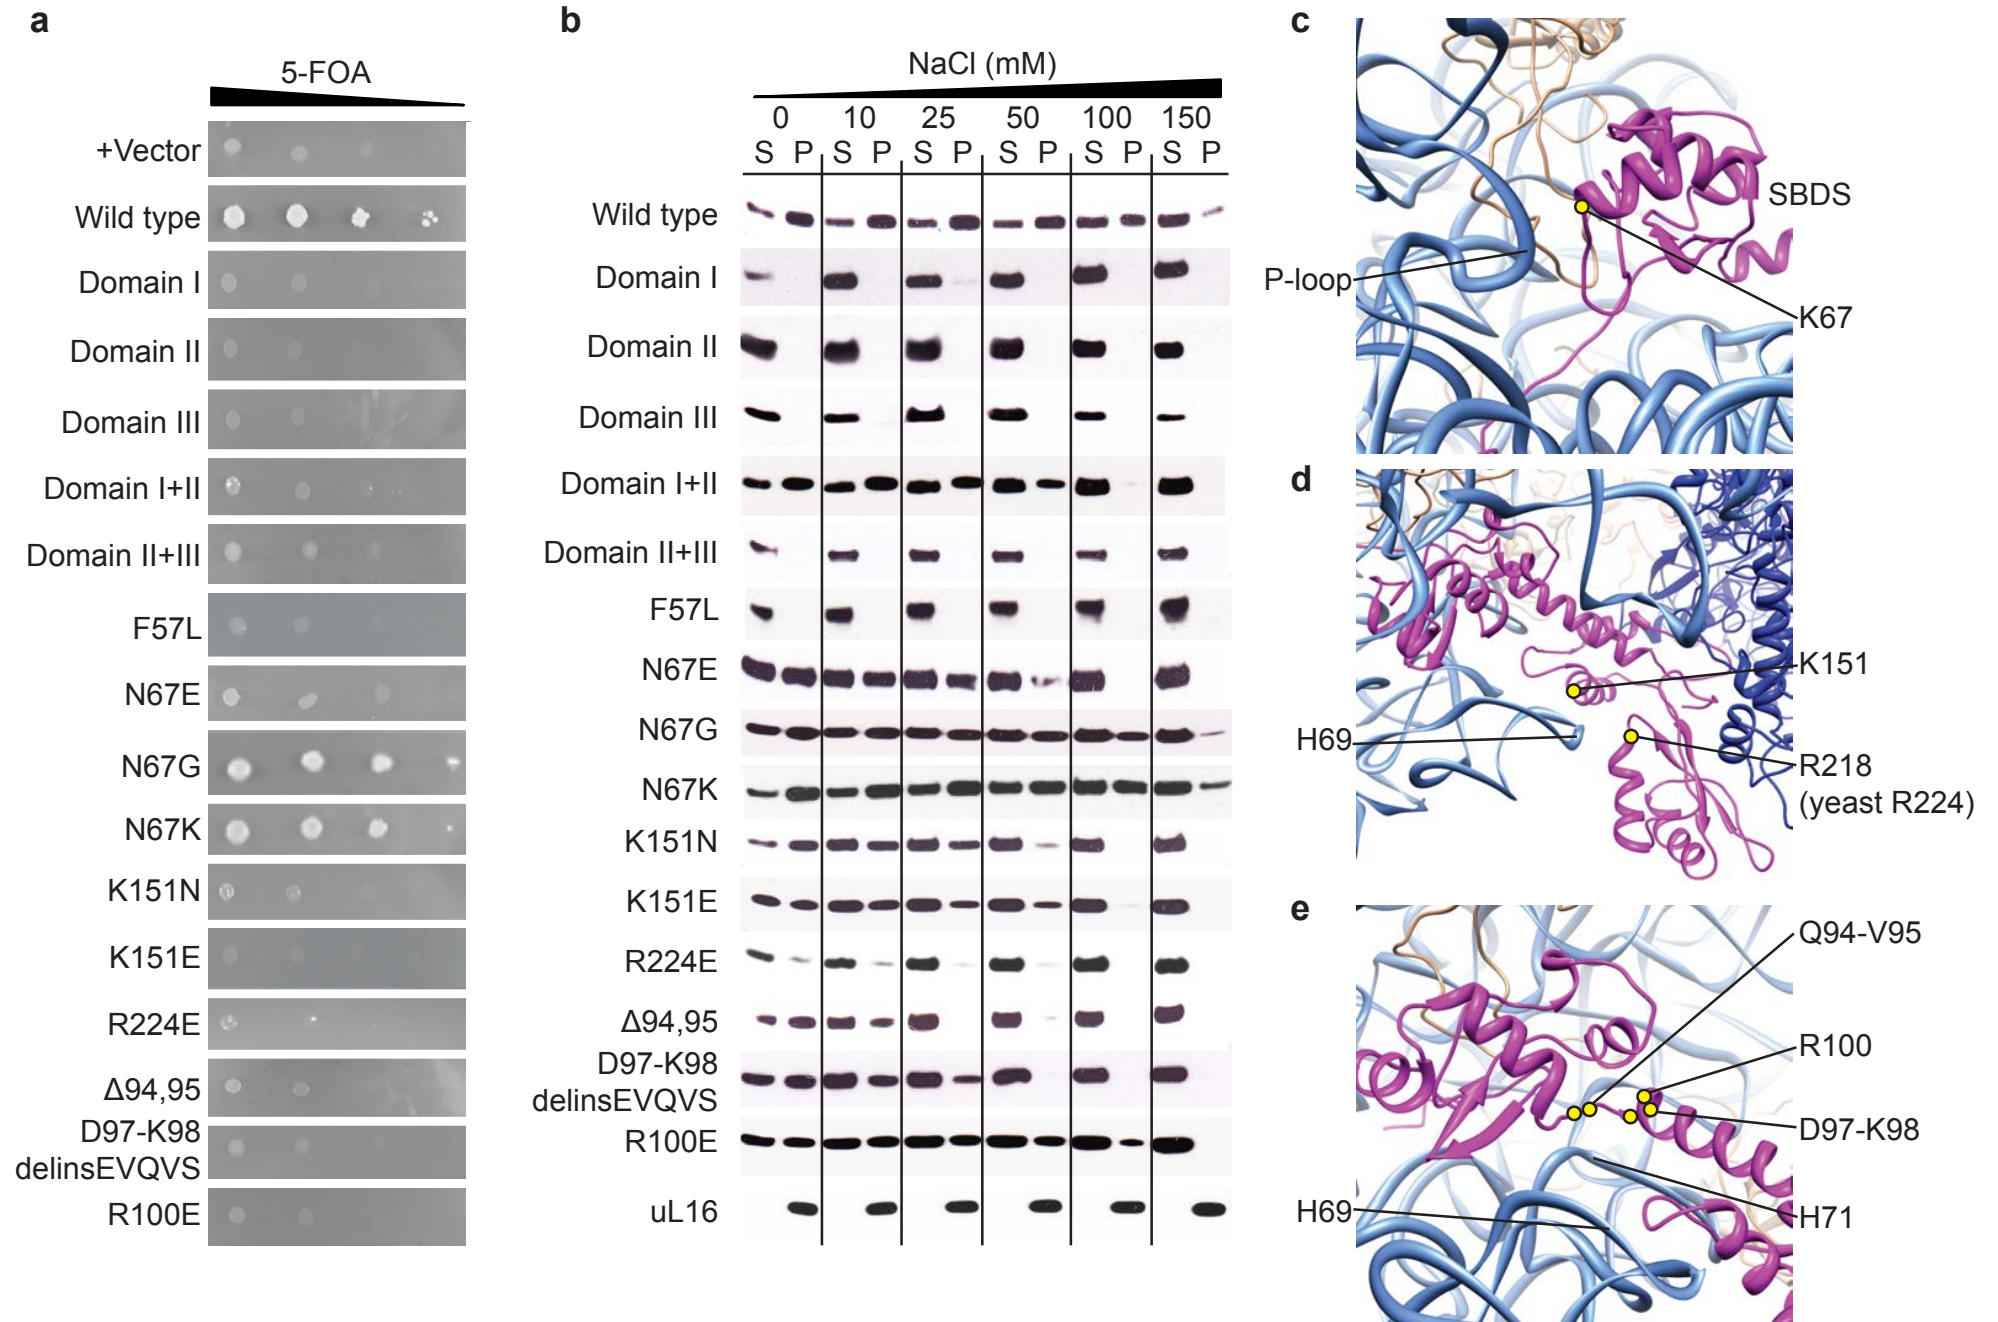 a
5-FOA
+Vector
Wild type
Domain I
Domain II
Domain III
Domain I+II
Domain II+III
F57L
N67E
N67G
N67K
K151N
K151E
R224E
Δ94,95
D97-K98
delinsEVQVS
R100E
b
NaCl (mM)
0 10 25 50 100 150
S P S P S P S P S P S P
Wild type
Domain I
Domain II
Domain III
Domain I+II
Domain II+III
F57L
N67E
N67G
N67K
K151N
K151E
R224E
Δ94,95
D97-K98
delinsEVQVS
R100E
uL16
c
SBDS
P-loop
K67
d
K151
H69
R218
(yeast R224)
e
Q94-V95
R100
D97-K98
H69
H71